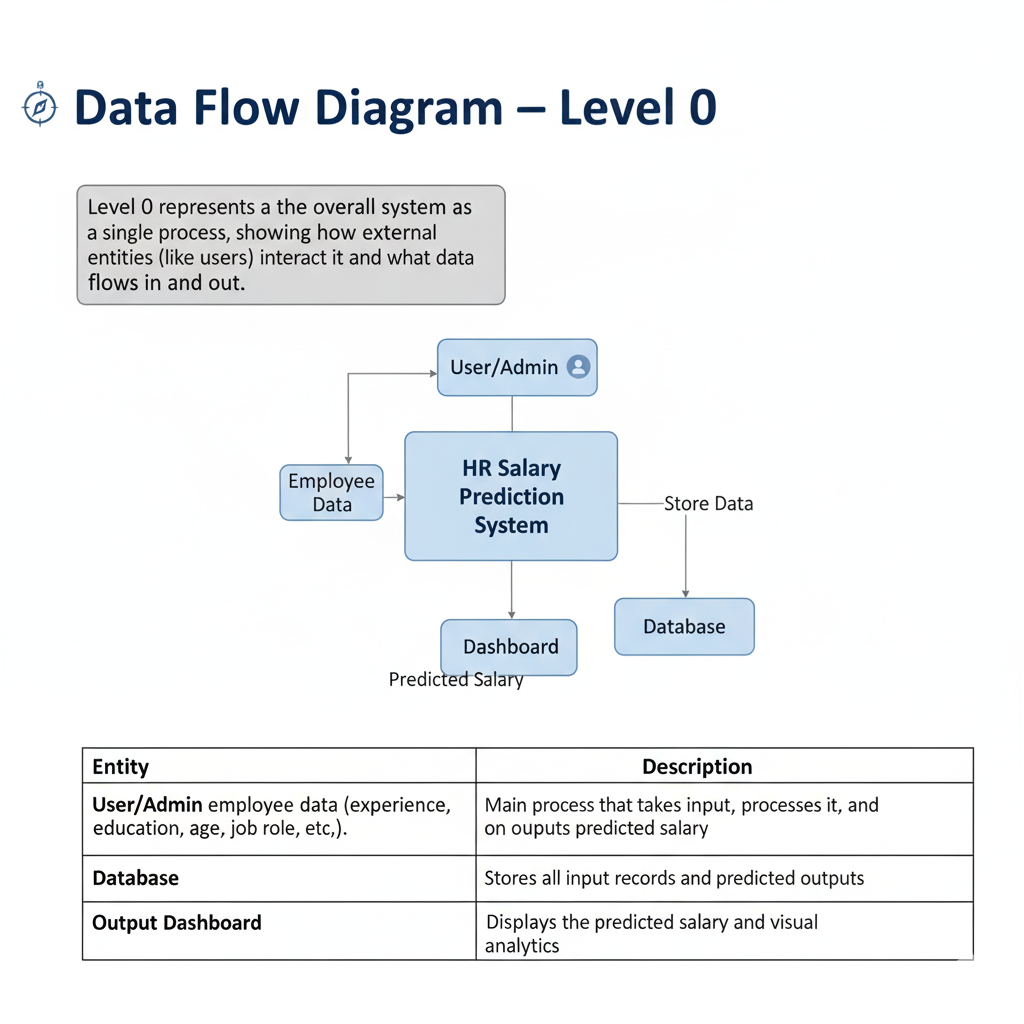 Data Flow Diagram – Level 0
Level 0 represents a the overall system as
a single process, showing how external
entities (like users) interact it and what data
flows in and out.
User/Admin
HR Salary
Prediction
System
Employee
Data
Store Data
Database
Dashboard
Predicted Salary
Entity
Description
User/Admin employee data (experience,
education, age, job role, etc,).
Main process that takes input, processes it, and
on ouputs predicted salary
Database
Stores all input records and predicted outputs
Output Dashboard
Displays the predicted salary and visual
analytics